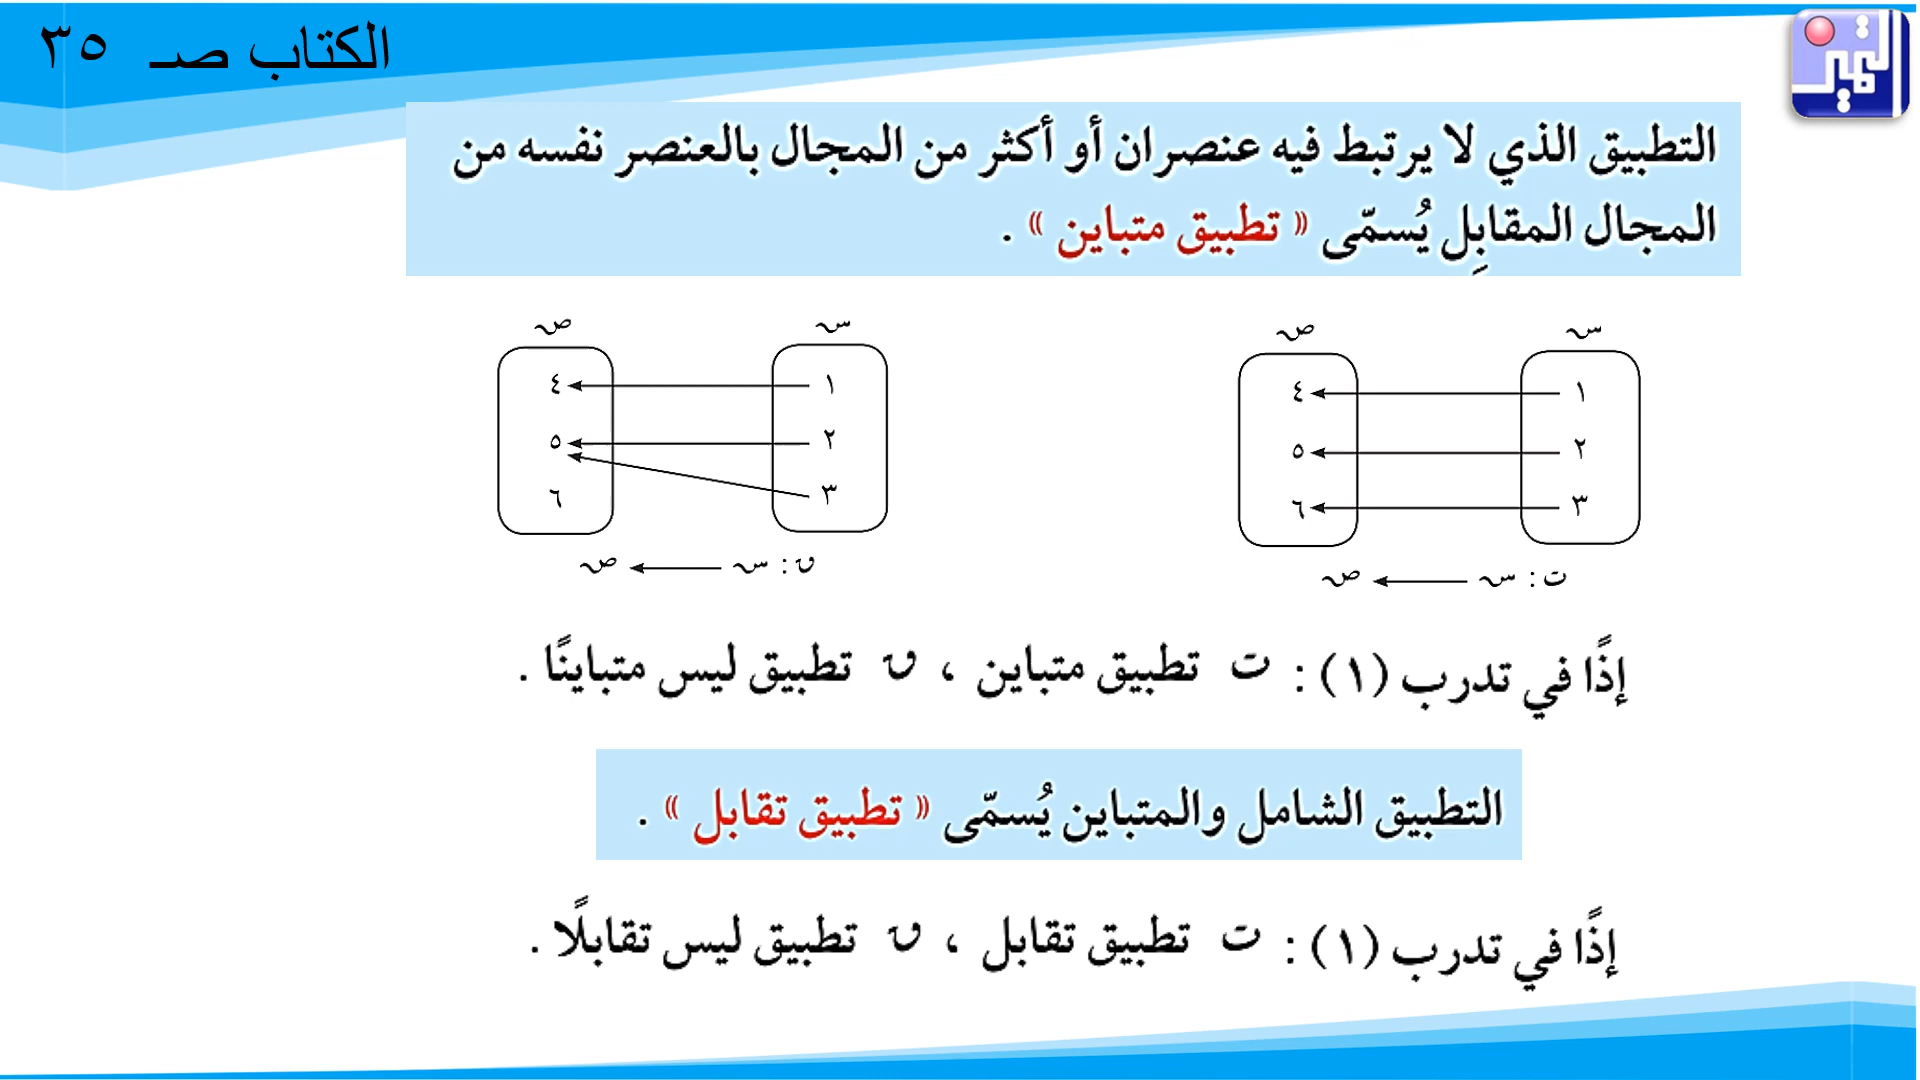 الكتاب صـ ٣٥
التميز
التطبيق الذي لا يرتبط فيه عنصران أو أكثر من المجال بالعنصر نفسه من
المجال المقابِل يُسمّى « تطبيق متباين » .
س ص
١ ٤
٢ ٥
٣ ٦
ت : س ← ص
س ص
١ ٤
٢ ٥
٣ ٦
ق : س ← ص
إذًا في تدرب (١) : ت تطبيق متباين ، ق تطبيق ليس متباينًا .
التطبيق الشامل والمتباين يُسمّى « تطبيق تقابل » .
إذًا في تدرب (١) : ت تطبيق تقابل ، ق تطبيق ليس تقابلًا .